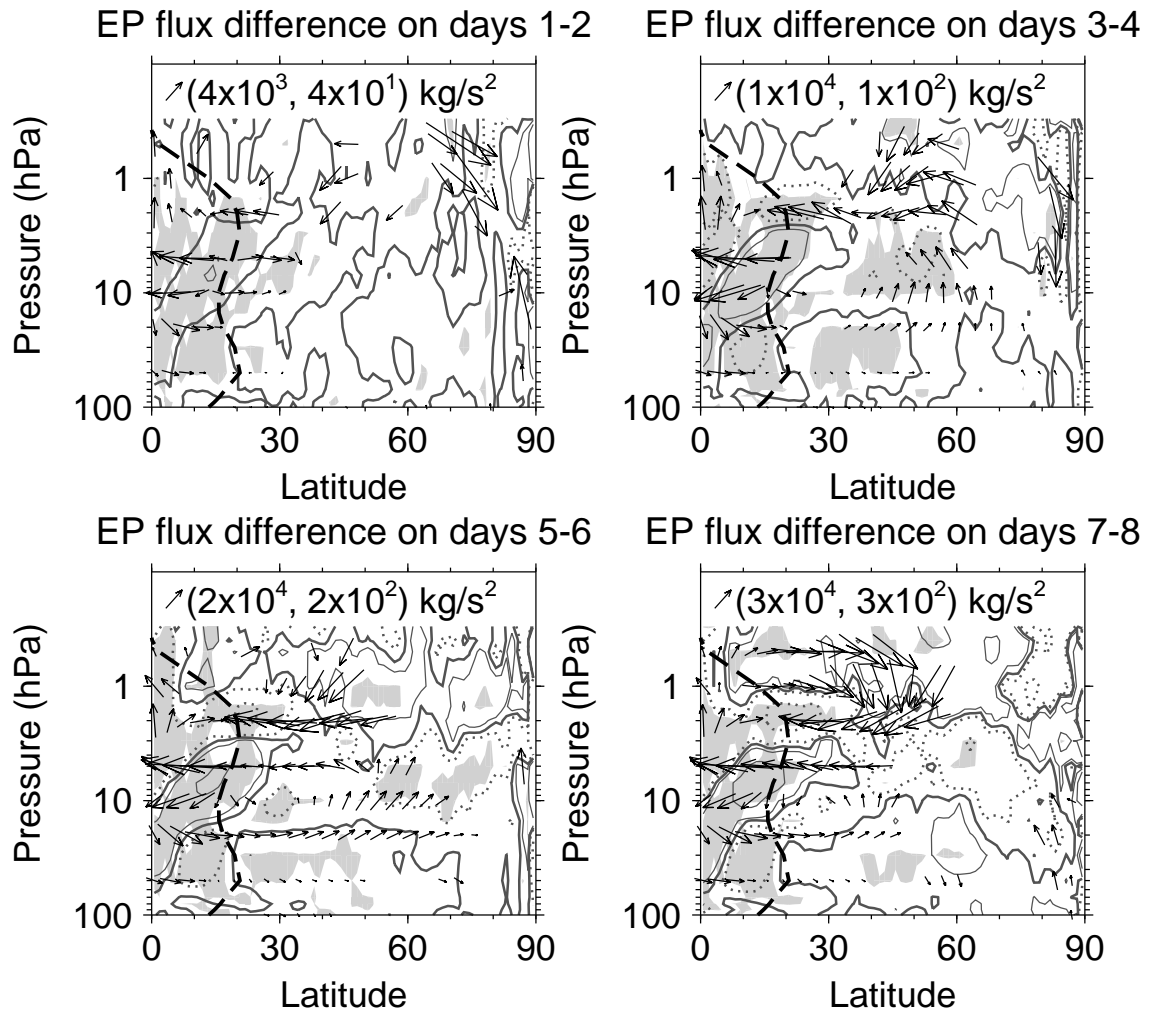 EP flux difference on days 1-2
(4x10³, 4x10¹) kg/s²
Pressure (hPa)
1
10
100
0 30 60 90
Latitude
EP flux difference on days 3-4
(1x10⁴, 1x10²) kg/s²
Pressure (hPa)
1
10
100
0 30 60 90
Latitude
EP flux difference on days 5-6
(2x10⁴, 2x10²) kg/s²
Pressure (hPa)
1
10
100
0 30 60 90
Latitude
EP flux difference on days 7-8
(3x10⁴, 3x10²) kg/s²
Pressure (hPa)
1
10
100
0 30 60 90
Latitude